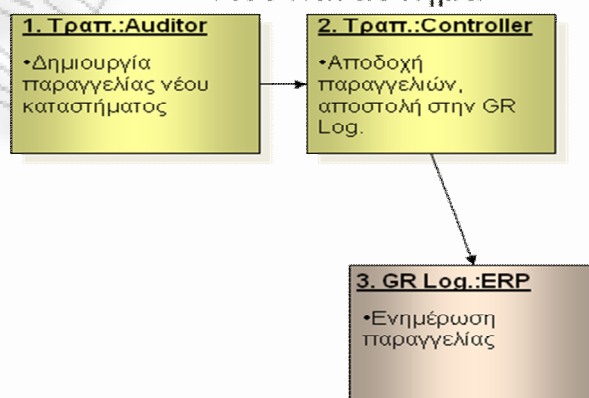 1. Τραπ.:Auditor
•Δημιουργία
παραγγελίας νέου
καταστήματος
2. Τραπ.:Controller
•Αποδοχή
παραγγελιών,
αποστολή στην GR
Log.
3. GR Log.:ERP
•Ενημέρωση
παραγγελίας